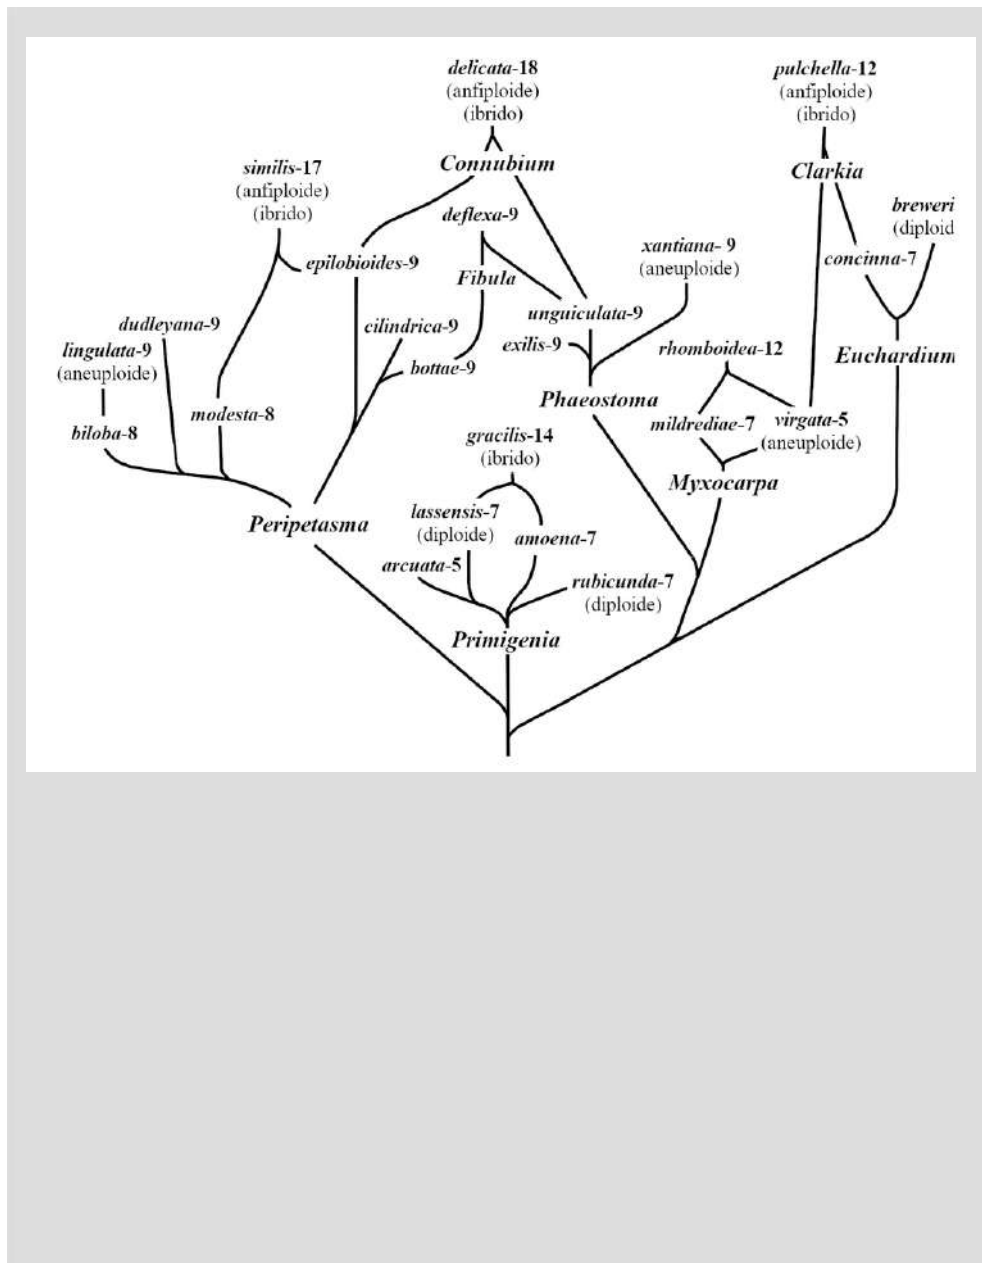 delicata-18
(anfiploide)
(ibrido)
pulchella-12
(anfiploide)
(ibrido)
Connubium
similis-17
(anfiploide)
(ibrido)
Clarkia
breweri
(diploid
deflexa-9
xantiana- 9
(aneuploide)
epilobioides-9
concinna-7
Fibula
unguiculata-9
dudleyana-9
cilindrica-9
lingulata-9
(aneuploide)
exilis-9
rhomboidea-12
Euchardium
bottae-9
Phaeostoma
modesta-8
biloba-8
mildrediae-7
virgata-5
(aneuploide)
gracilis-14
(ibrido)
Myxocarpa
Peripetasma
lassensis-7
(diploide)
amoena-7
arcuata-5
rubicunda-7
(diploide)
Primigenia